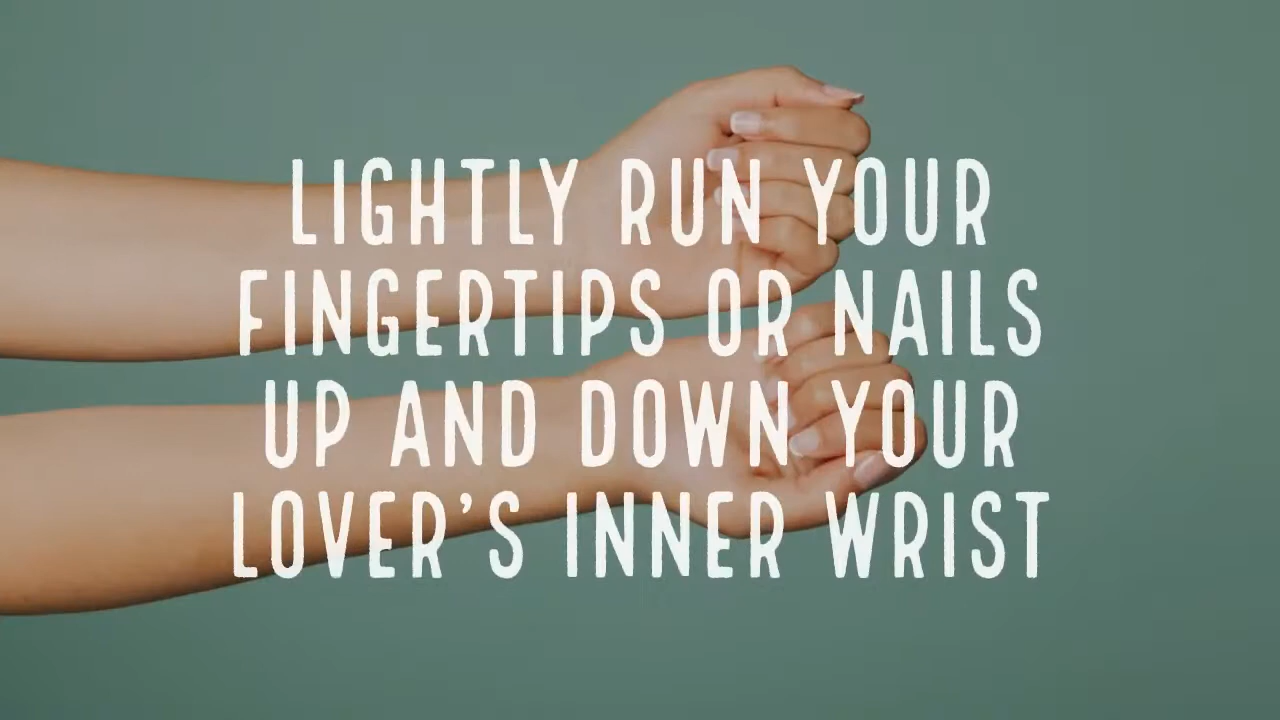 LIGHTLY RUN YOUR
FINGERTIPS OR NAILS
UP AND DOWN YOUR
LOVER'S INNER WRIST